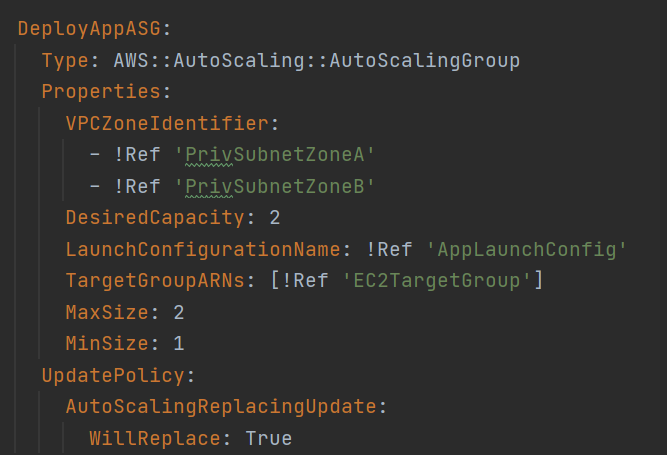 DeployAppASG:
  Type: AWS::AutoScaling::AutoScalingGroup
  Properties:
    VPCZoneIdentifier:
      - !Ref 'PrivSubnetZoneA'
      - !Ref 'PrivSubnetZoneB'
    DesiredCapacity: 2
    LaunchConfigurationName: !Ref 'AppLaunchConfig'
    TargetGroupARNs: [!Ref 'EC2TargetGroup']
    MaxSize: 2
    MinSize: 1
  UpdatePolicy:
    AutoScalingReplacingUpdate:
      WillReplace: True